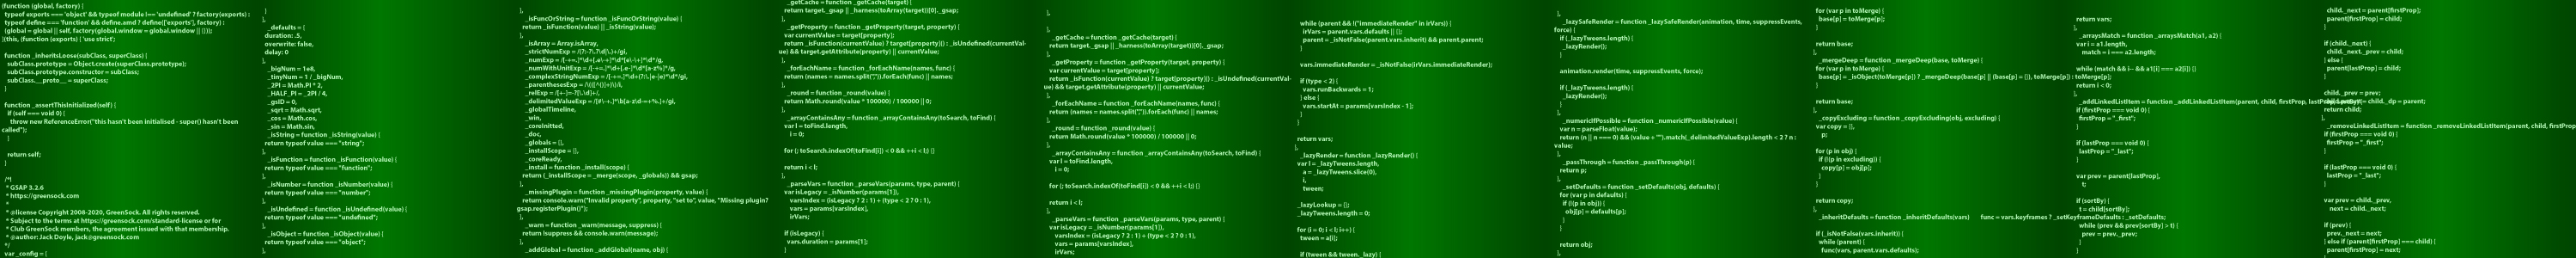 (function (global, factory) {
typeof exports === 'object' && typeof module !== 'undefined' ? factory(exports) :
typeof define === 'function' && define.amd ? define(['exports'], factory) :
(global = global || self, factory(global.window = global.window || {}));
}(this, (function (exports) { 'use strict';
function _inheritsLoose(subClass, superClass) {
subClass.prototype = Object.create(superClass.prototype);
subClass.prototype.constructor = subClass;
subClass.__proto__ = superClass;
}
function _assertThisInitialized(self) {
if (self === void 0) {
throw new ReferenceError("this hasn't been initialised - super() hasn't been
called");
}
return self;
}
/*!
* GSAP 3.2.6
* https://greensock.com
*
* @license Copyright 2008-2020, GreenSock. All rights reserved.
* Subject to the terms at https://greensock.com/standard-license or for
* Club GreenSock members, the agreement issued with that membership.
* @author: Jack Doyle, jack@greensock.com
*/
var _config = {
}
},
_defaults = {
duration: .5,
overwrite: false,
delay: 0
},
_bigNum = 1e8,
_tinyNum = 1 / _bigNum,
_2PI = Math.PI * 2,
_HALF_PI = _2PI / 4,
_gsID = 0,
_sqrt = Math.sqrt,
_cos = Math.cos,
_sin = Math.sin,
_isString = function _isString(value) {
return typeof value === "string";
},
_isFunction = function _isFunction(value) {
return typeof value === "function";
},
_isNumber = function _isNumber(value) {
return typeof value === "number";
},
_isUndefined = function _isUndefined(value) {
return typeof value === "undefined";
},
_isObject = function _isObject(value) {
return typeof value === "object";
},
_isFuncOrString = function _isFuncOrString(value) {
return _isFunction(value) || _isString(value);
},
_isArray = Array.isArray,
_globalTimeline,
_win,
_coreInitted,
_doc,
_globals = {},
_installScope = {},
_coreReady,
_install = function _install(scope) {
return (_installScope = _merge(scope, _globals)) && gsap;
},
_missingPlugin = function _missingPlugin(property, value) {
return console.warn("Invalid property", property, "set to", value, "Missing plugin?
gsap.registerPlugin()");
},
_warn = function _warn(message, suppress) {
return !suppress && console.warn(message);
},
_addGlobal = function _addGlobal(name, obj) {
_getCache = function _getCache(target) {
return target._gsap || _harness(toArray(target)[0])._gsap;
},
_getProperty = function _getProperty(target, property) {
var currentValue = target[property];
return _isFunction(currentValue) ? target[property]() : _isUndefined(currentVal-
ue) && target.getAttribute(property) || currentValue;
},
_forEachName = function _forEachName(names, func) {
return (names = names.split(",")).forEach(func) || names;
},
_round = function _round(value) {
return Math.round(value * 100000) / 100000 || 0;
},
_arrayContainsAny = function _arrayContainsAny(toSearch, toFind) {
var l = toFind.length,
i = 0;
for (; toSearch.indexOf(toFind[i]) < 0 && ++i < l;) {}
return i < l;
},
_parseVars = function _parseVars(params, type, parent) {
var isLegacy = _isNumber(params[1]),
varsIndex = (isLegacy ? 2 : 1) + (type < 2 ? 0 : 1),
vars = params[varsIndex],
irVars;
if (isLegacy) {
vars.duration = params[1];
}
},
_getCache = function _getCache(target) {
return target._gsap || _harness(toArray(target)[0])._gsap;
},
_getProperty = function _getProperty(target, property) {
var currentValue = target[property];
return _isFunction(currentValue) ? target[property]() : _isUndefined(currentVal-
ue) && target.getAttribute(property) || currentValue;
},
_forEachName = function _forEachName(names, func) {
return (names = names.split(",")).forEach(func) || names;
},
_round = function _round(value) {
return Math.round(value * 100000) / 100000 || 0;
},
_arrayContainsAny = function _arrayContainsAny(toSearch, toFind) {
var l = toFind.length,
i = 0;
for (; toSearch.indexOf(toFind[i]) < 0 && ++i < l;) {}
return i < l;
},
_parseVars = function _parseVars(params, type, parent) {
var isLegacy = _isNumber(params[1]),
varsIndex = (isLegacy ? 2 : 1) + (type < 2 ? 0 : 1),
vars = params[varsIndex],
irVars;
while (parent && !("immediateRender" in irVars)) {
irVars = parent.vars.defaults || {};
parent = _isNotFalse(parent.vars.inherit) && parent.parent;
}
vars.immediateRender = _isNotFalse(irVars.immediateRender);
if (type < 2) {
vars.runBackwards = 1;
} else {
vars.startAt = params[varsIndex - 1];
}
}
return vars;
},
_lazyRender = function _lazyRender() {
var l = _lazyTweens.length,
a = _lazyTweens.slice(0),
i,
tween;
_lazyLookup = {};
_lazyTweens.length = 0;
for (i = 0; i < l; i++) {
tween = a[i];
if (tween && tween._lazy) {
},
_lazySafeRender = function _lazySafeRender(animation, time, suppressEvents,
force) {
if (_lazyTweens.length) {
_lazyRender();
}
animation.render(time, suppressEvents, force);
if (_lazyTweens.length) {
_lazyRender();
}
},
_numericIfPossible = function _numericIfPossible(value) {
var n = parseFloat(value);
return (n || n === 0) && (value + "").match(_delimitedValueExp).length < 2 ? n :
value;
},
_passThrough = function _passThrough(p) {
return p;
},
_setDefaults = function _setDefaults(obj, defaults) {
for (var p in defaults) {
if (!(p in obj)) {
obj[p] = defaults[p];
}
}
return obj;
},
for (var p in toMerge) {
base[p] = toMerge[p];
}
return base;
},
_mergeDeep = function _mergeDeep(base, toMerge) {
for (var p in toMerge) {
base[p] = _isObject(toMerge[p]) ? _mergeDeep(base[p] || (base[p] = {}), toMerge[p]) : toMerge[p];
}
return base;
},
_copyExcluding = function _copyExcluding(obj, excluding) {
var copy = {},
p;
for (p in obj) {
if (!(p in excluding)) {
copy[p] = obj[p];
}
}
return copy;
},
_inheritDefaults = function _inheritDefaults(vars) func = vars.keyframes ? _setKeyframeDefaults : _setDefaults;
if (_isNotFalse(vars.inherit)) {
while (parent) {
func(vars, parent.vars.defaults);
return vars;
},
_arraysMatch = function _arraysMatch(a1, a2) {
var i = a1.length,
match = i === a2.length;
while (match && i-- && a1[i] === a2[i]) {}
return i < 0;
},
_addLinkedListItem = function _addLinkedListItem(parent, child, firstProp,
if (firstProp === void 0) {
firstProp = "_first";
}
if (lastProp === void 0) {
lastProp = "_last";
}
var prev = parent[lastProp],
t;
if (sortBy) {
t = child[sortBy];
while (prev && prev[sortBy] > t) {
prev = prev._prev;
}
}
child._next = parent[firstProp];
parent[firstProp] = child;
}
if (child._next) {
child._next._prev = child;
} else {
parent[lastProp] = child;
}
child._prev = prev;
child._dp = parent;
return child;
},
_removeLinkedListItem = function _removeLinkedListItem(parent, child, firstProp
if (firstProp === void 0) {
firstProp = "_first";
}
if (lastProp === void 0) {
lastProp = "_last";
}
var prev = child._prev,
next = child._next;
if (prev) {
prev._next = next;
} else if (parent[firstProp] === child) {
parent[firstProp] = next;
}